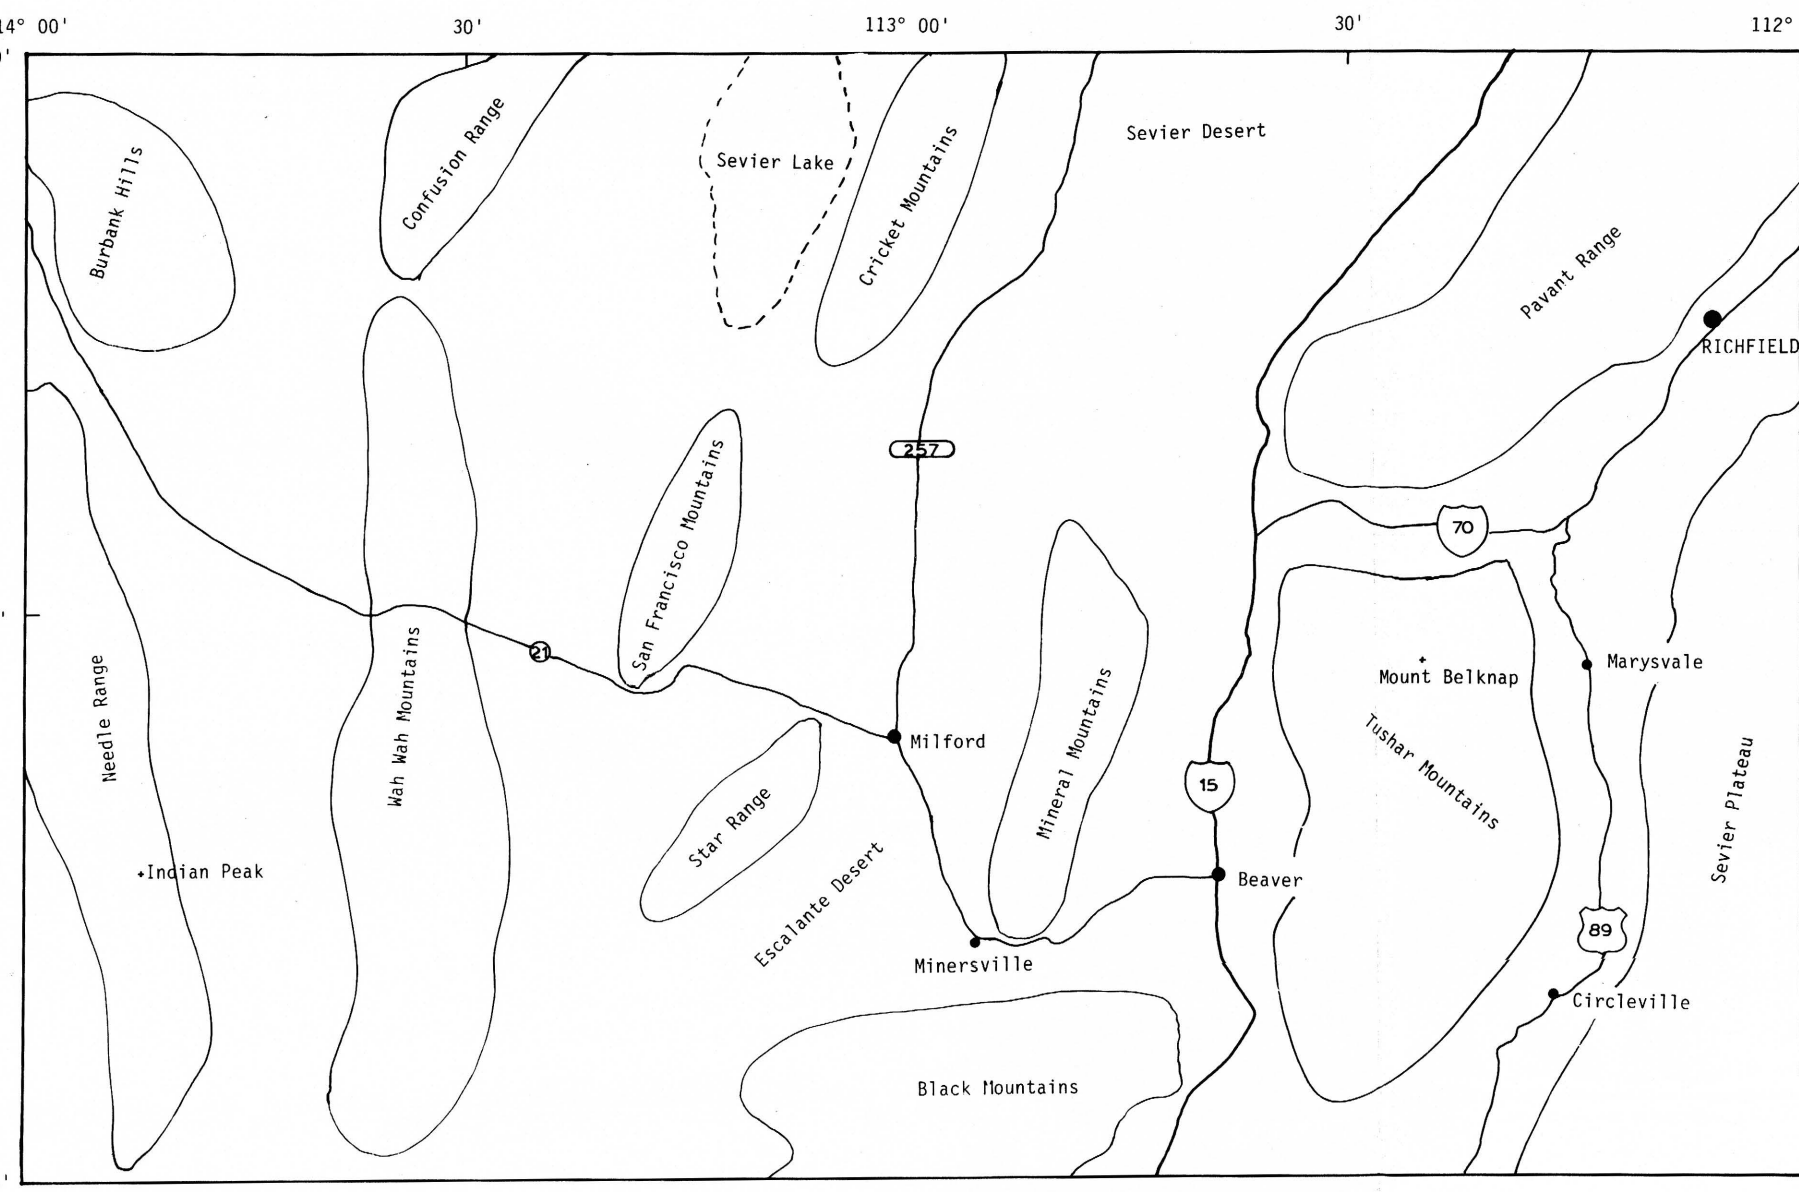 14° 00'
30'
113° 00'
30'
112°
Sevier Desert
Sevier Lake
Confusion Range
Cricket Mountains
Burbank Hills
Pavant Range
RICHFIELD
257
70
San Francisco Mountains
21
Wah Wah Mountains
Needle Range
Marysvale
Mount Belknap
Tushar Mountains
Milford
Mineral Mountains
15
Star Range
Escalante Desert
Sevier Plateau
Indian Peak
Beaver
89
Minersville
Circleville
Black Mountains